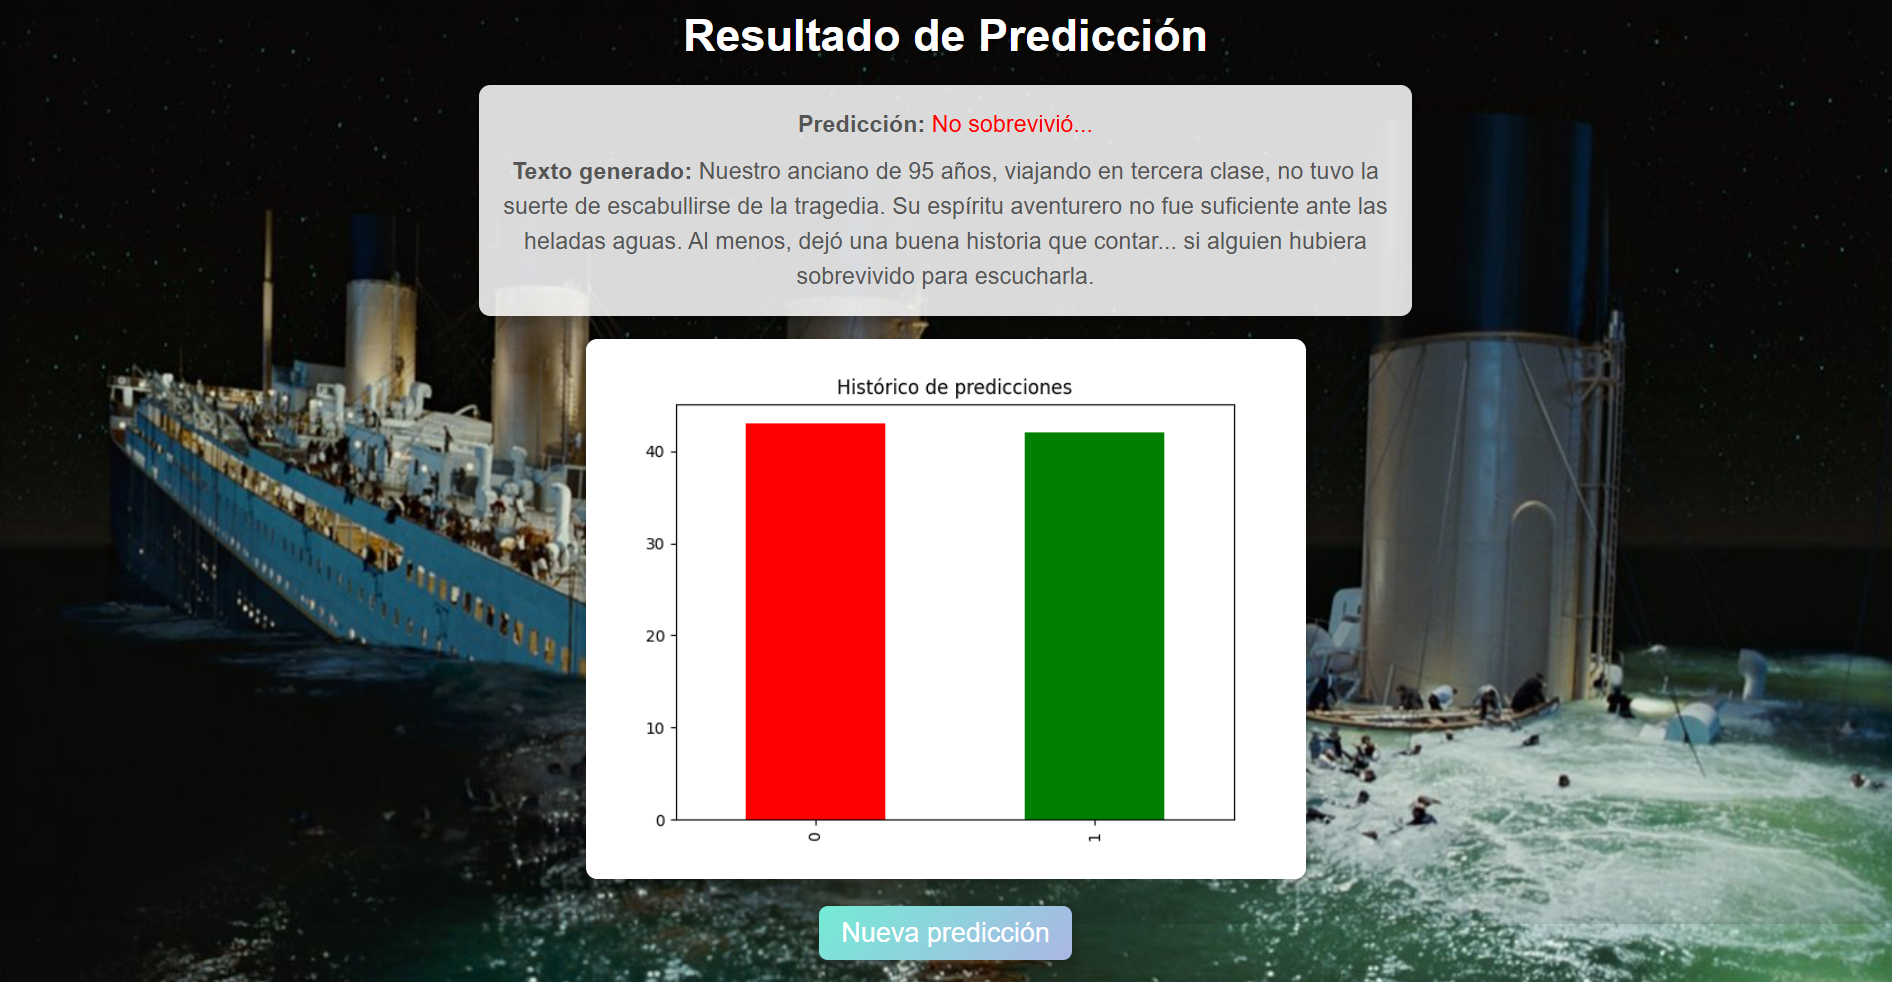 Resultado de Predicción
Predicción: No sobrevivió...
Texto generado: Nuestro anciano de 95 años, viajando en tercera clase, no tuvo la
suerte de escabullirse de la tragedia. Su espíritu aventurero no fue suficiente ante las
heladas aguas. Al menos, dejó una buena historia que contar... si alguien hubiera
sobrevivido para escucharla.
Histórico de predicciones
40
30
20
10
0
0
1
Nueva predicción